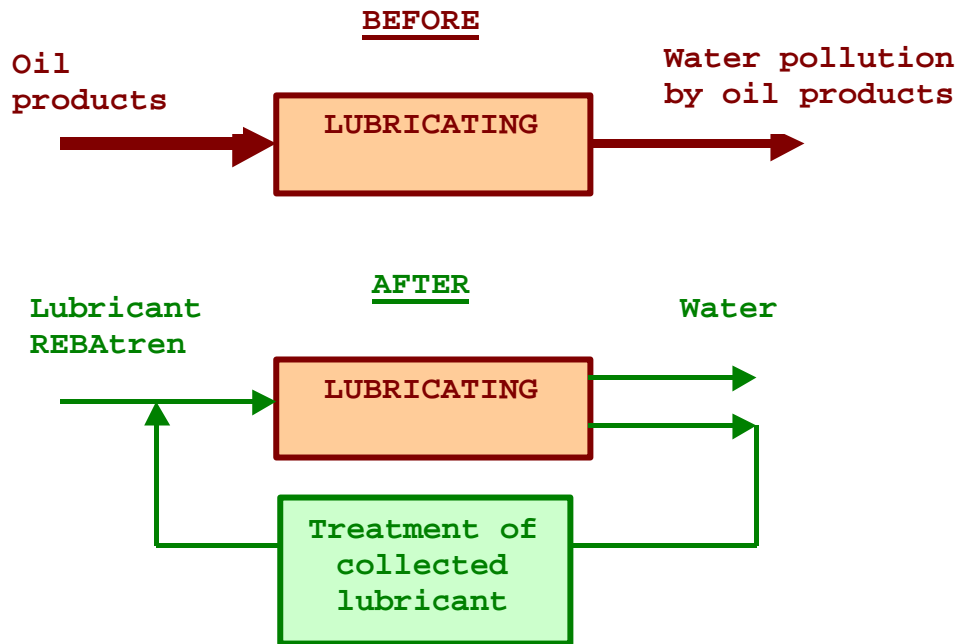 BEFORE
Oil
products
Water pollution
by oil products
LUBRICATING
AFTER
Lubricant
REBAtren
Water
LUBRICATING
Treatment of
collected
lubricant